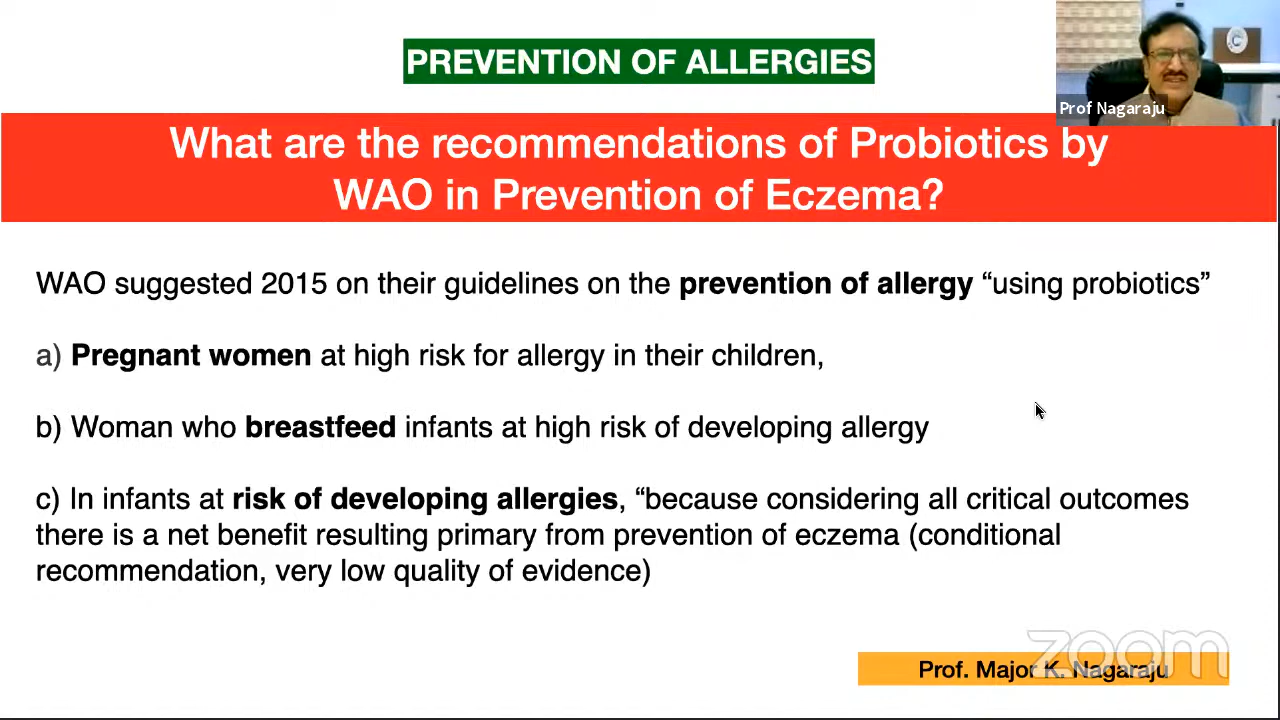 PREVENTION OF ALLERGIES
Prof Nagaraju
What are the recommendations of Probiotics by
WAO in Prevention of Eczema?
WAO suggested 2015 on their guidelines on the prevention of allergy “using probiotics”
a) Pregnant women at high risk for allergy in their children,
b) Woman who breastfeed infants at high risk of developing allergy
c) In infants at risk of developing allergies, “because considering all critical outcomes
there is a net benefit resulting primary from prevention of eczema (conditional
recommendation, very low quality of evidence)
zoom
Prof. Major K. Nagaraju